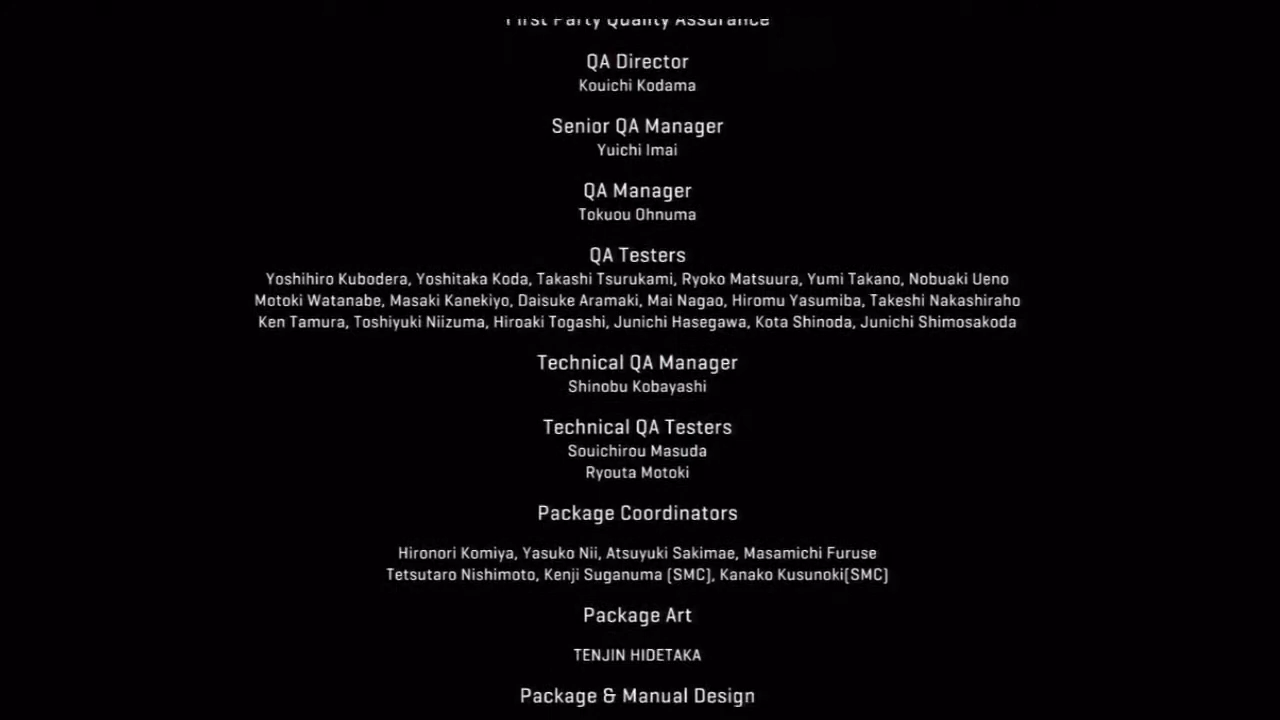 First Party Quality Assurance
QA Director
Kouichi Kodama
Senior QA Manager
Yuichi Imai
QA Manager
Tokuou Ohnuma
QA Testers
Yoshihiro Kubodera, Yoshitaka Koda, Takashi Tsurukami, Ryoko Matsuura, Yumi Takano, Nobuaki Ueno
Motoki Watanabe, Masaki Kanekiyo, Daisuke Aramaki, Mai Nagao, Hiromu Yasumiba, Takeshi Nakashiraho
Ken Tamura, Toshiyuki Niizuma, Hiroaki Togashi, Junichi Hasegawa, Kota Shinoda, Junichi Shimosakoda
Technical QA Manager
Shinobu Kobayashi
Technical QA Testers
Souichirou Masuda
Ryouta Motoki
Package Coordinators
Hironori Komiya, Yasuko Nii, Atsuyuki Sakimae, Masamichi Furuse
Tetsutaro Nishimoto, Kenji Suganuma (SMC), Kanako Kusunoki(SMC)
Package Art
TENJIN HIDETAKA
Package & Manual Design